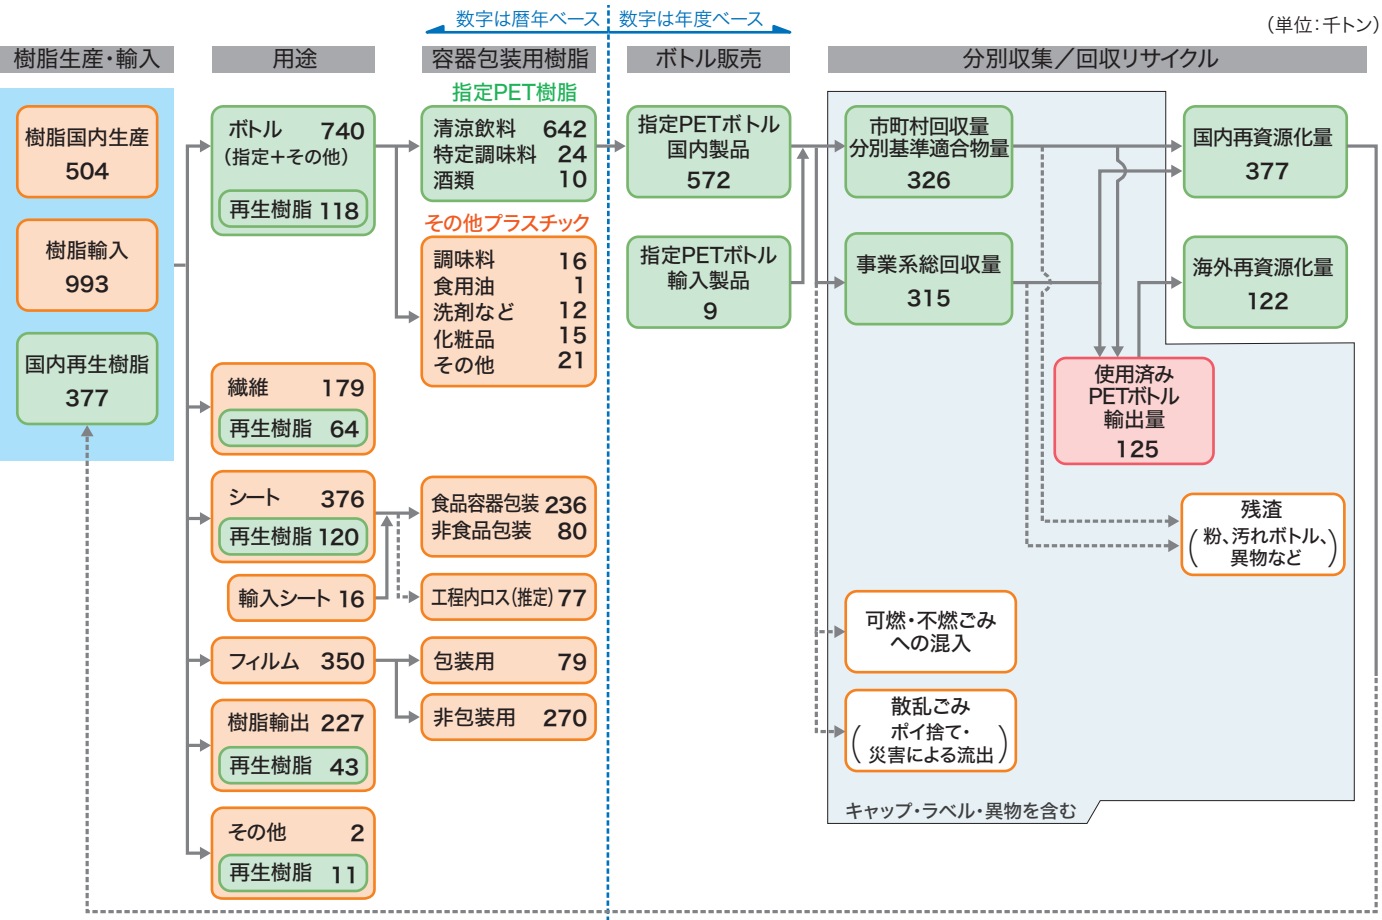 数字は暦年ベース
数字は年度ベース
（単位：千トン）
樹脂生産・輸入
用途
容器包装用樹脂
ボトル販売
分別収集／回収リサイクル
樹脂国内生産
504
樹脂輸入
993
国内再生樹脂
377
ボトル 740
（指定＋その他）
再生樹脂 118
繊維 179
再生樹脂 64
シート 376
再生樹脂 120
輸入シート 16
フィルム 350
樹脂輸出 227
再生樹脂 43
その他 2
再生樹脂 11
指定PET樹脂
清涼飲料 642
特定調味料 24
酒類 10
その他プラスチック
調味料 16
食用油 1
洗剤など 12
化粧品 15
その他 21
食品容器包装 236
非食品包装 80
工程内ロス（推定） 77
包装用 79
非包装用 270
指定PETボトル
国内製品
572
指定PETボトル
輸入製品
9
市町村回収量
分別基準適合物量
326
事業系総回収量
315
国内再資源化量
377
海外再資源化量
122
使用済み
PETボトル
輸出量
125
残渣
（粉、汚れボトル、
異物など）
可燃・不燃ごみ
への混入
散乱ごみ
（ポイ捨て・
災害による流出）
キャップ・ラベル・異物を含む